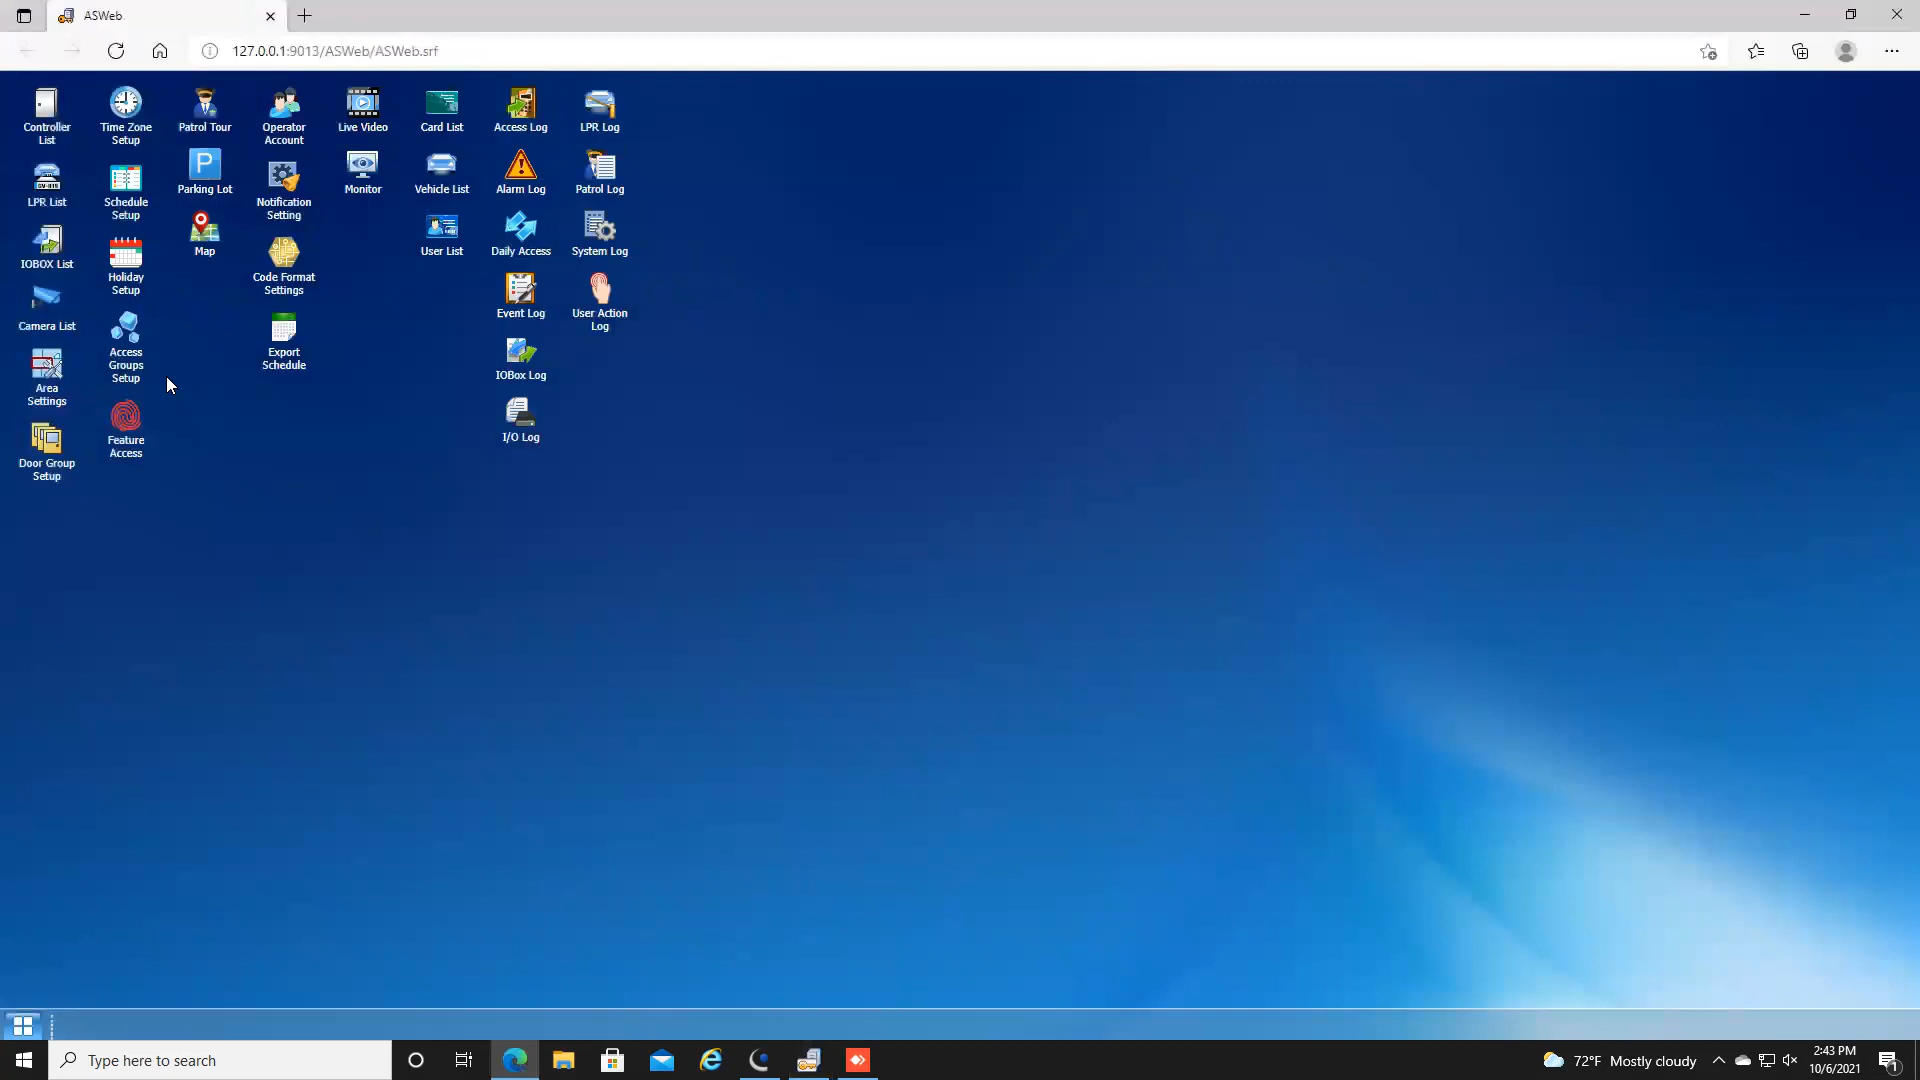 ASWeb
127.0.0.1:9013/ASWeb/ASWeb.srf
Controller
List
LPR List
IOBOX List
Camera List
Area
Settings
Door Group
Setup
Time Zone
Setup
Schedule
Setup
Holiday
Setup
Access
Groups
Setup
Feature
Access
Patrol Tour
P
Parking Lot
Map
Operator
Account
Notification
Setting
Code Format
Settings
Export
Schedule
Live Video
Monitor
Card List
Vehicle List
User List
Access Log
Alarm Log
Daily Access
Event Log
IOBox Log
I/O Log
LPR Log
Patrol Log
System Log
User Action
Log
Type here to search
72°F Mostly cloudy
2:43 PM
10/6/2021
1